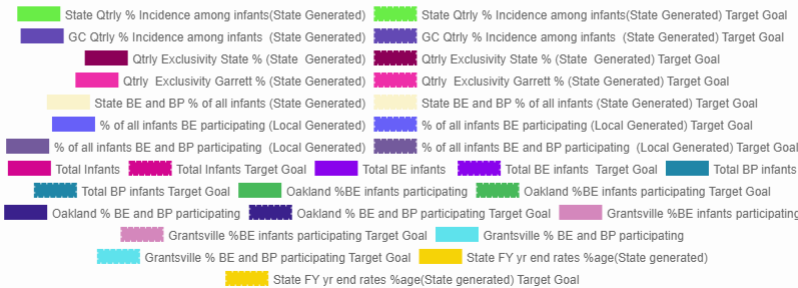 State Qtrly % Incidence among infants(State Generated) State Qtrly % Incidence among infants(State Generated) Target Goal
GC Qtrly % Incidence among infants (State Generated) GC Qtrly % Incidence among infants (State Generated) Target Goal
Qtrly Exclusivity State % (State Generated) Qtrly Exclusivity State % (State Generated) Target Goal
Qtrly Exclusivity Garrett % (State Generated) Qtrly Exclusivity Garrett % (State Generated) Target Goal
State BE and BP % of all infants (State Generated) State BE and BP % of all infants (State Generated) Target Goal
% of all infants BE participating (Local Generated) % of all infants BE participating (Local Generated) Target Goal
% of all infants BE and BP participating (Local Generated) % of all infants BE and BP participating (Local Generated) Target Goal
Total Infants Total Infants Target Goal Total BE infants Total BE infants Target Goal Total BP infants
Total BP infants Target Goal Oakland %BE infants participating Oakland %BE infants participating Target Goal
Oakland % BE and BP participating Oakland % BE and BP participating Target Goal Grantsville %BE infants participating
Grantsville %BE infants participating Target Goal Grantsville % BE and BP participating
Grantsville % BE and BP participating Target Goal State FY yr end rates %age(State generated)
State FY yr end rates %age(State generated) Target Goal